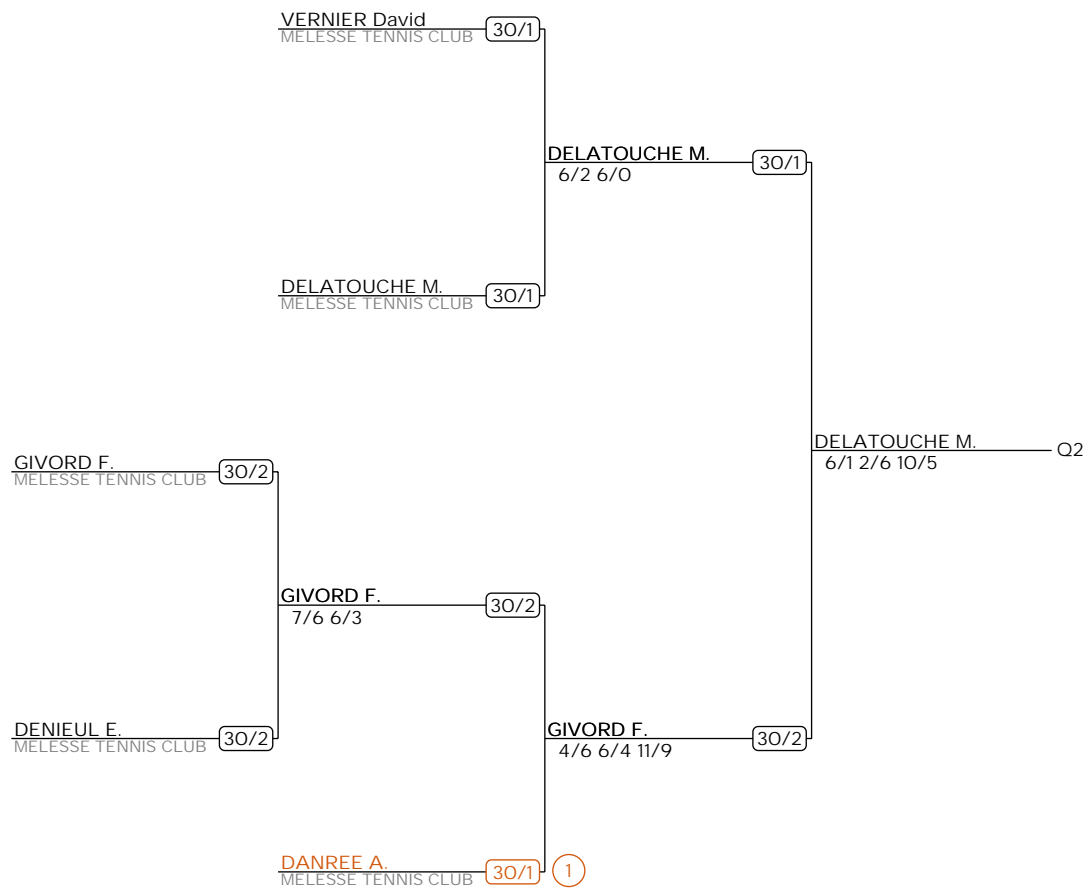 VERNIER David
MELESSE TENNIS CLUB
30/1
DELATOUCHE M.
30/1
6/2 6/0
DELATOUCHE M.
MELESSE TENNIS CLUB
30/1
DELATOUCHE M.
6/1 2/6 10/5
Q2
GIVORD F.
MELESSE TENNIS CLUB
30/2
GIVORD F.
30/2
7/6 6/3
DENIEUL E.
MELESSE TENNIS CLUB
30/2
GIVORD F.
30/2
4/6 6/4 11/9
DANREE A.
MELESSE TENNIS CLUB
30/1
1